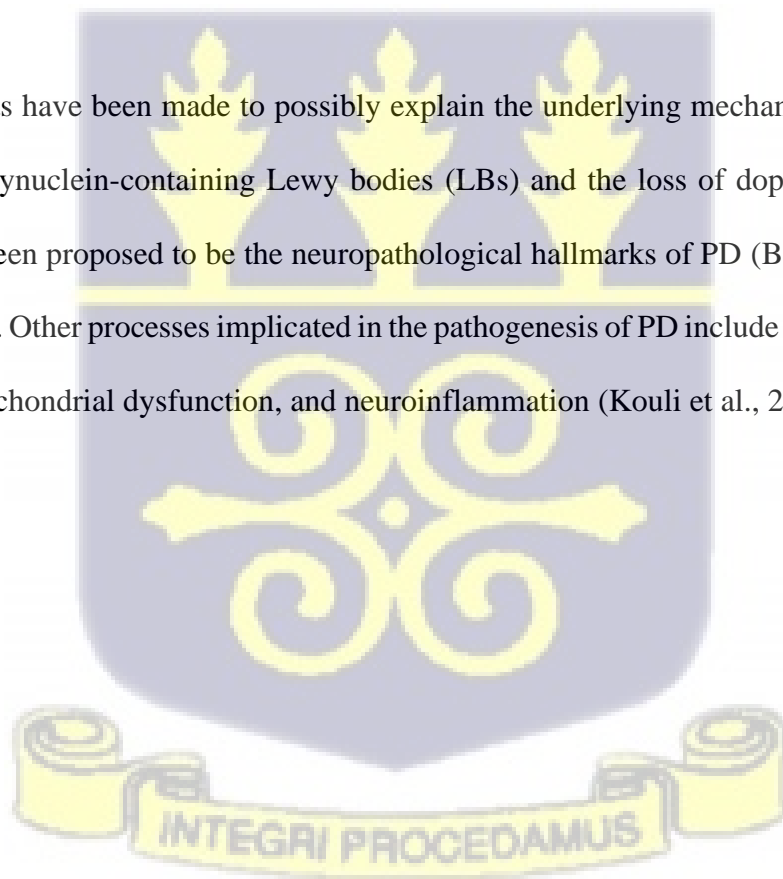 s have been made to possibly explain the underlying mechan
ynuclein-containing Lewy bodies (LBs) and the loss of dop
een proposed to be the neuropathological hallmarks of PD (B
. Other processes implicated in the pathogenesis of PD include
chondrial dysfunction, and neuroinflammation (Kouli et al., 2
INTEGRI PROCEDAMUS